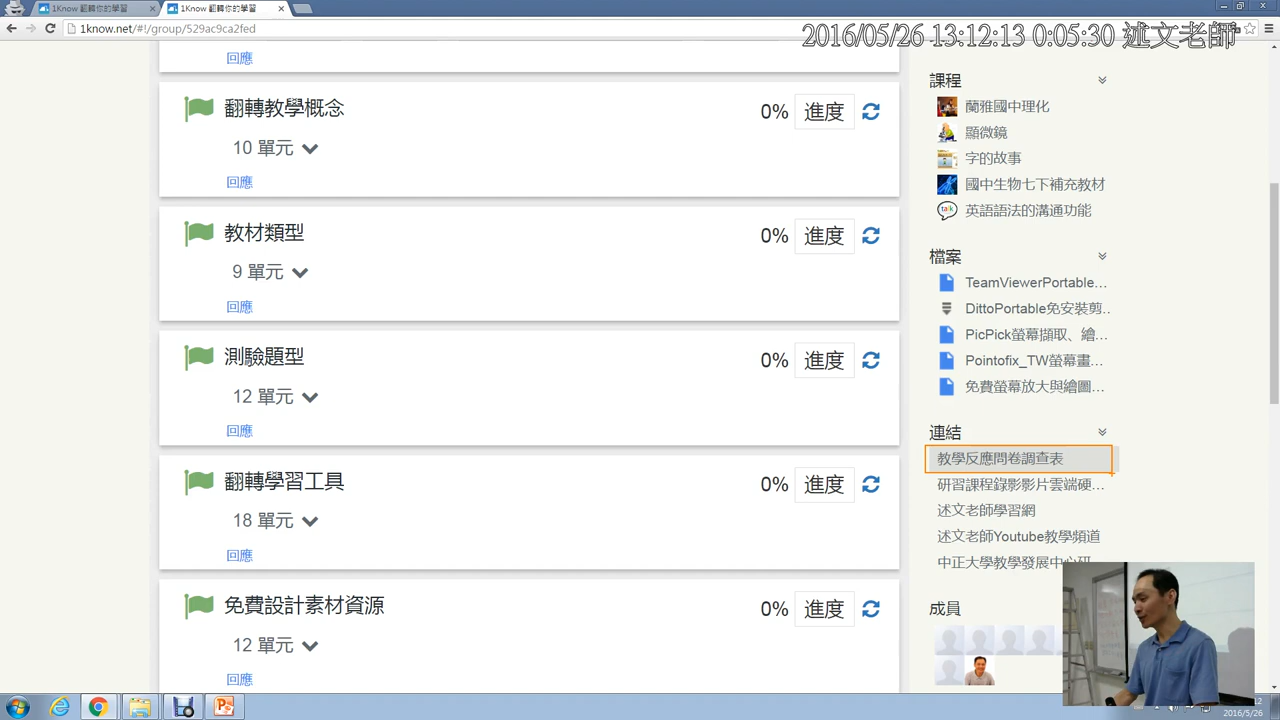 1Know 翻轉你的學習
1Know 翻轉你的學習
1know.net/#!/group/529ac9ca2fed
2016/05/26 13:12:13 0:05:30 述文老師
回應
翻轉教學概念
0% 進度
10 單元
回應
教材類型
0% 進度
9 單元
回應
測驗題型
0% 進度
12 單元
回應
翻轉學習工具
0% 進度
18 單元
回應
免費設計素材資源
0% 進度
12 單元
回應
課程
蘭雅國中理化
顯微鏡
字的故事
國中生物七下補充教材
talk
英語語法的溝通功能
檔案
TeamViewerPortable...
DittoPortable免安裝剪...
PicPick螢幕擷取、繪...
Pointofix_TW螢幕畫...
免費螢幕放大與繪圖...
連結
教學反應問卷調查表
研習課程錄影影片雲端硬...
述文老師學習網
述文老師Youtube教學頻道
中正大學教學發展中心研
成員
2016/5/26